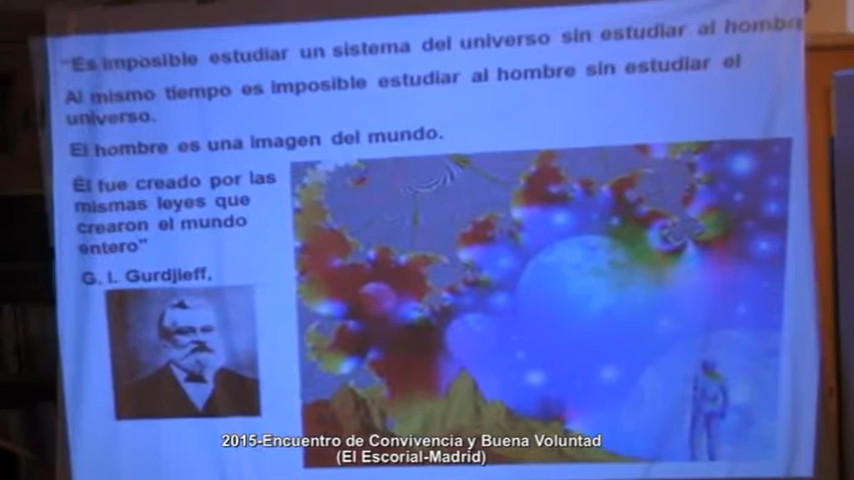 "Es imposible estudiar un sistema del universo sin estudiar al hombre
Al mismo tiempo es imposible estudiar al hombre sin estudiar el
universo.
El hombre es una imagen del mundo.
Él fue creado por las
mismas leyes que
crearon el mundo
entero"
G. I. Gurdjieff,
2015-Encuentro de Convivencia y Buena Voluntad
(El Escorial-Madrid)